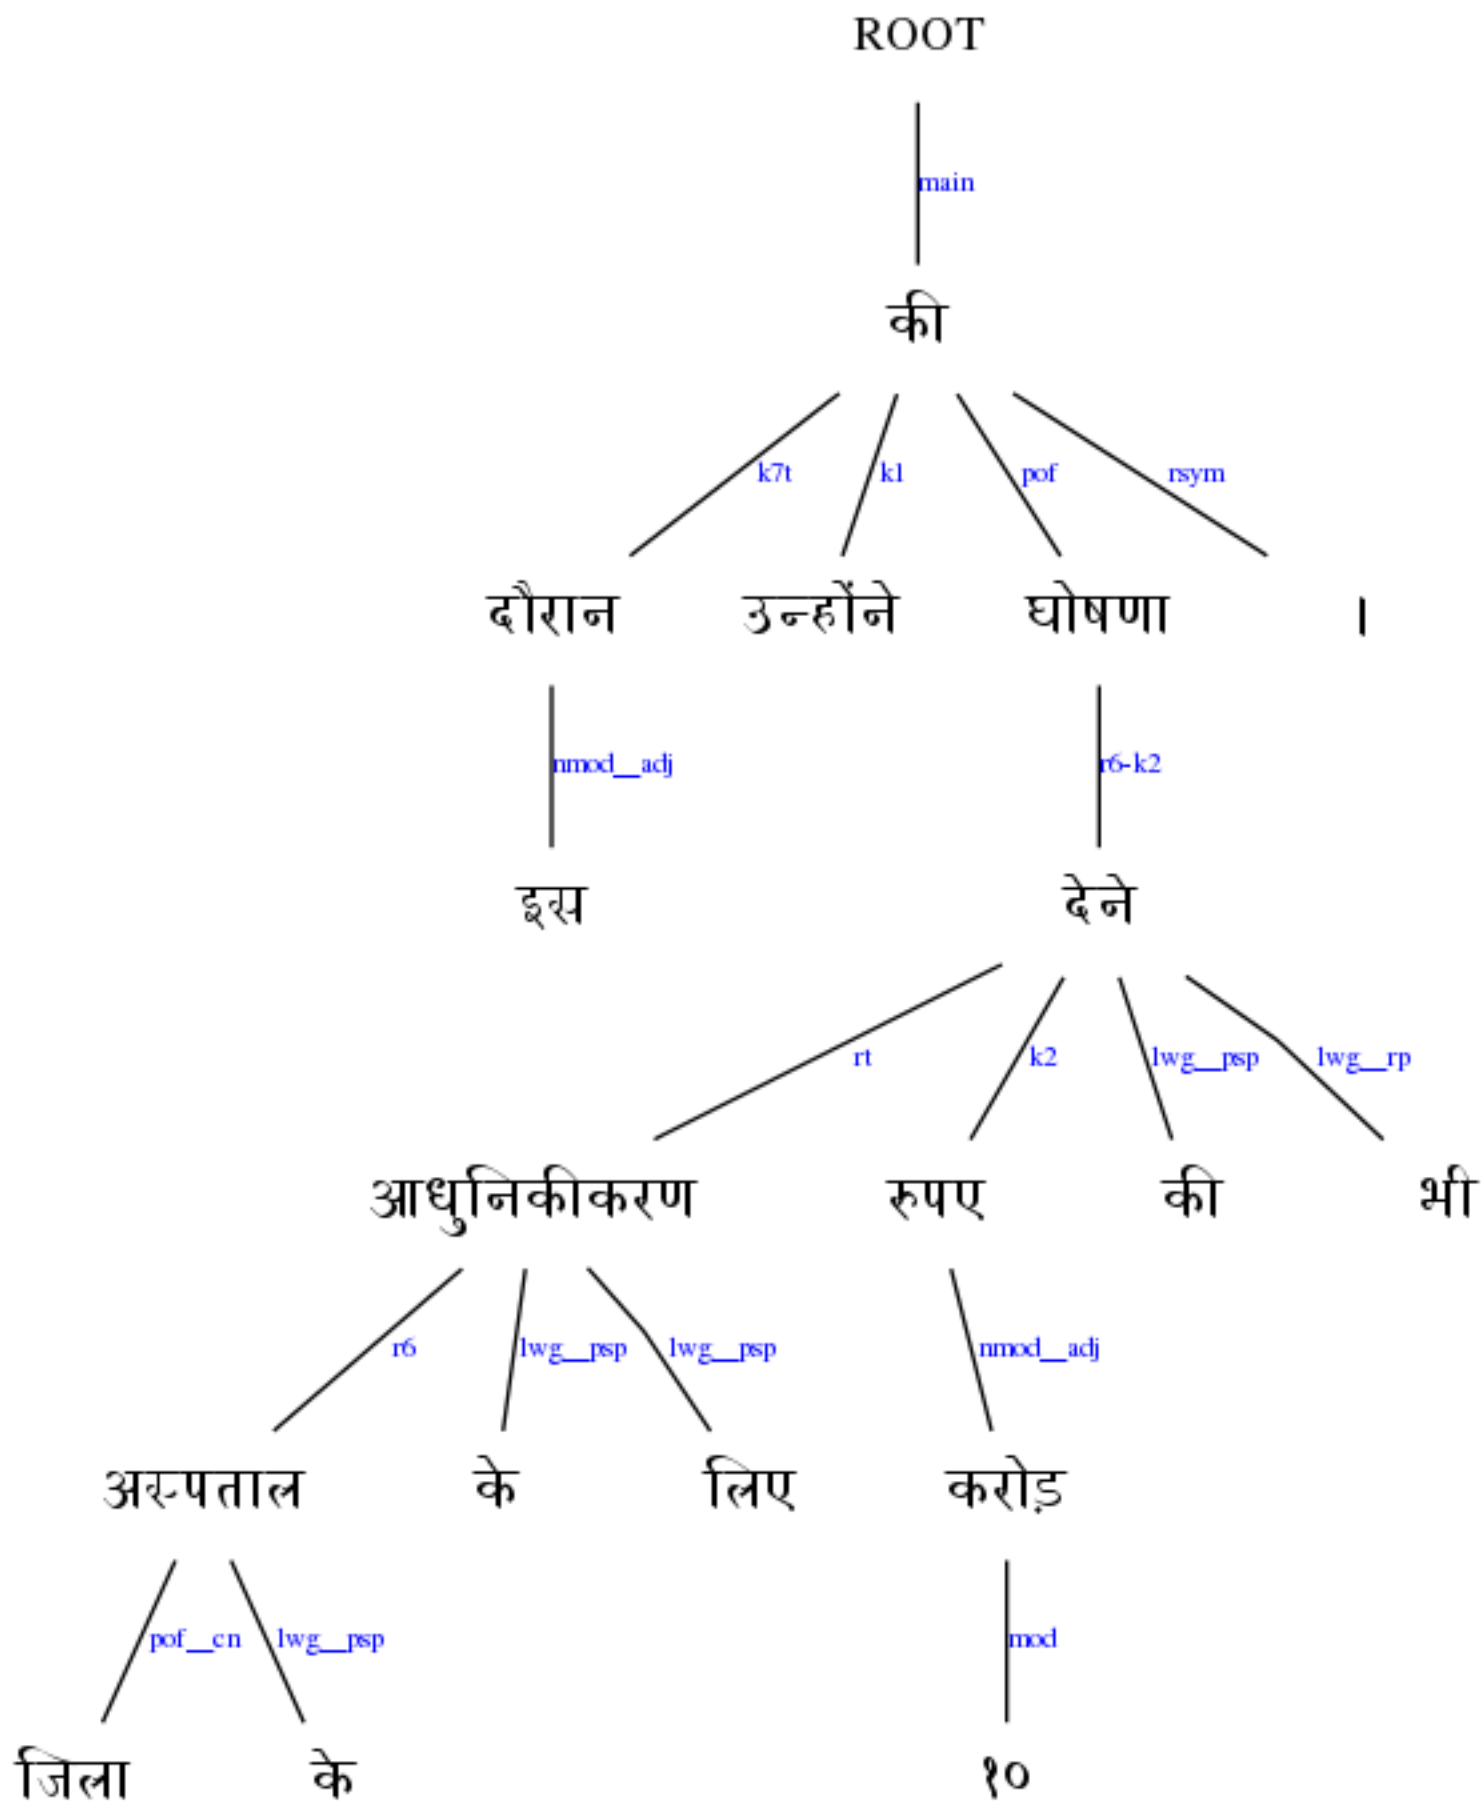 ROOT
main
की
k7t k1 pof rsym
दौरान उन्होंने घोषणा ।
nmod__adj r6-k2
इस देने
rt k2 lwg__psp lwg__rp
आधुनिकीकरण रुपए की भी
r6 lwg__psp lwg__psp nmod__adj
अस्पताल के लिए करोड़
pof__cn lwg__psp mod
जिला के १०